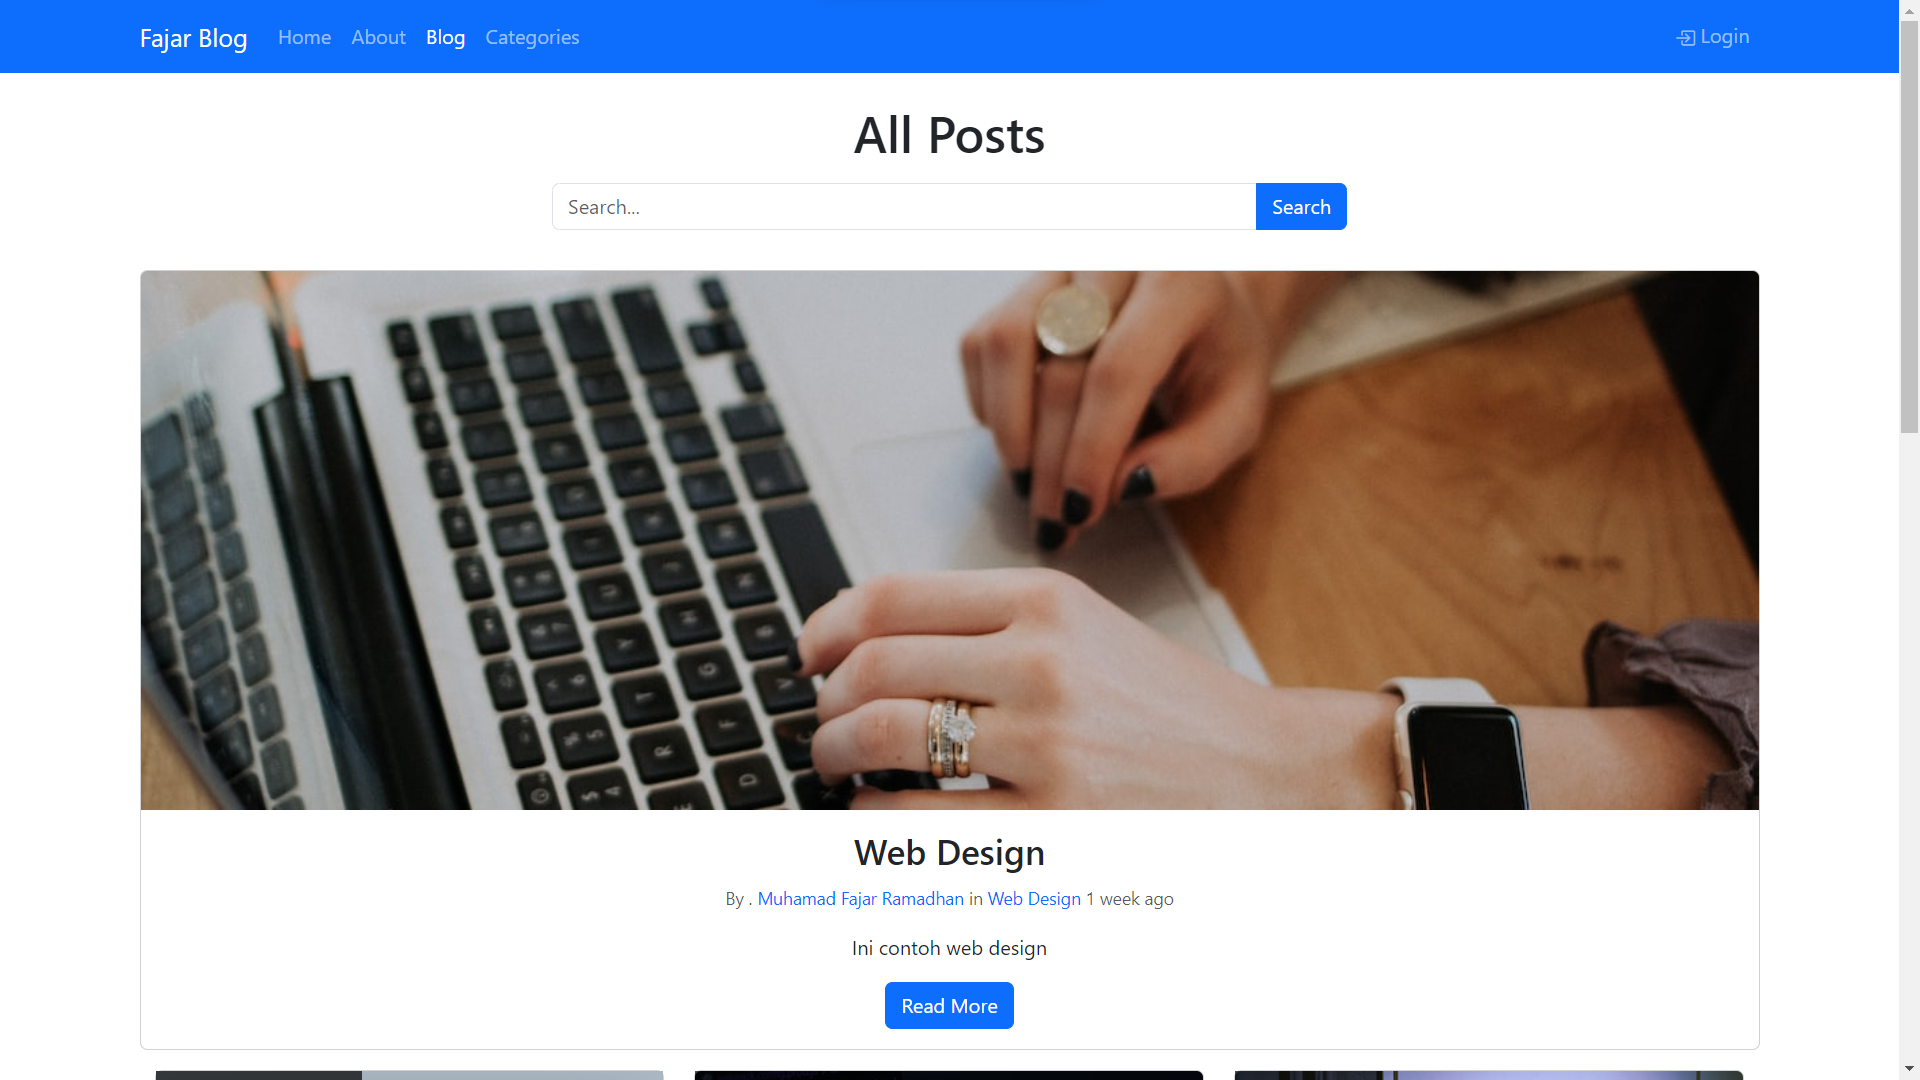 Fajar Blog Home About Blog Categories Login
All Posts
Search... Search
Web Design
By . Muhamad Fajar Ramadhan in Web Design 1 week ago
Ini contoh web design
Read More